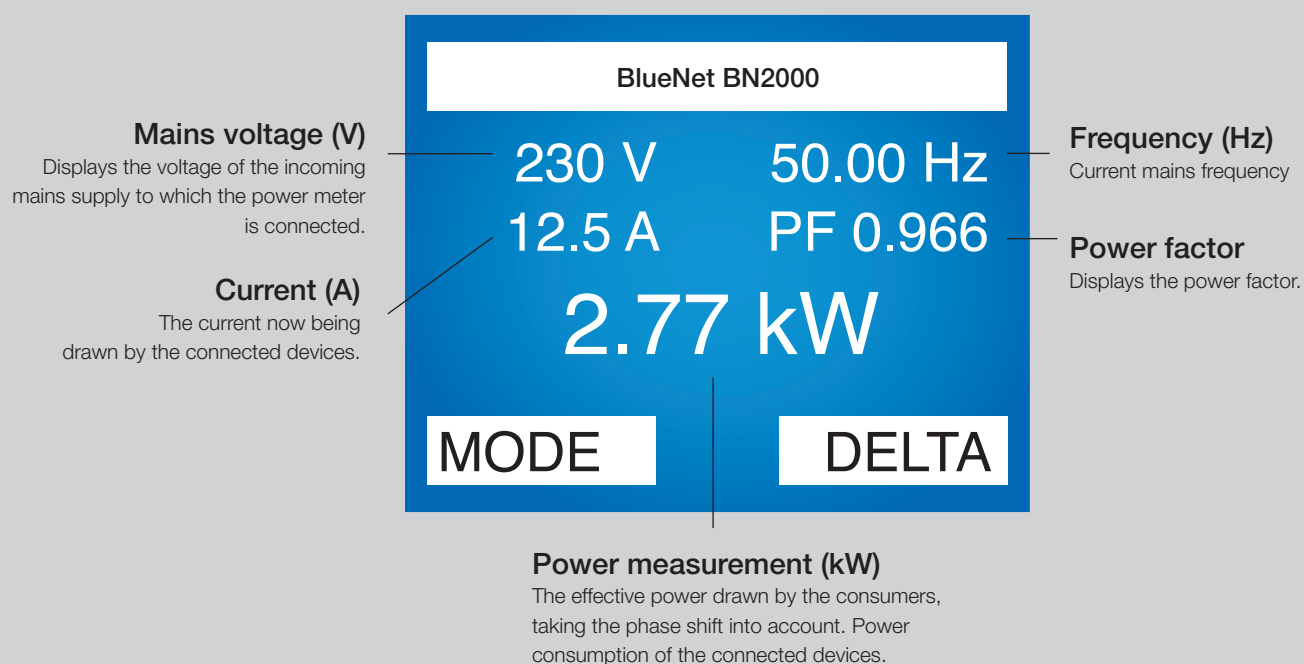 BlueNet BN2000
Mains voltage (V)
Displays the voltage of the incoming
mains supply to which the power meter
is connected.
Current (A)
The current now being
drawn by the connected devices.
230 V
50.00 Hz
12.5 A
PF 0.966
2.77 kW
MODE
DELTA
Frequency (Hz)
Current mains frequency
Power factor
Displays the power factor.
Power measurement (kW)
The effective power drawn by the consumers,
taking the phase shift into account. Power
consumption of the connected devices.